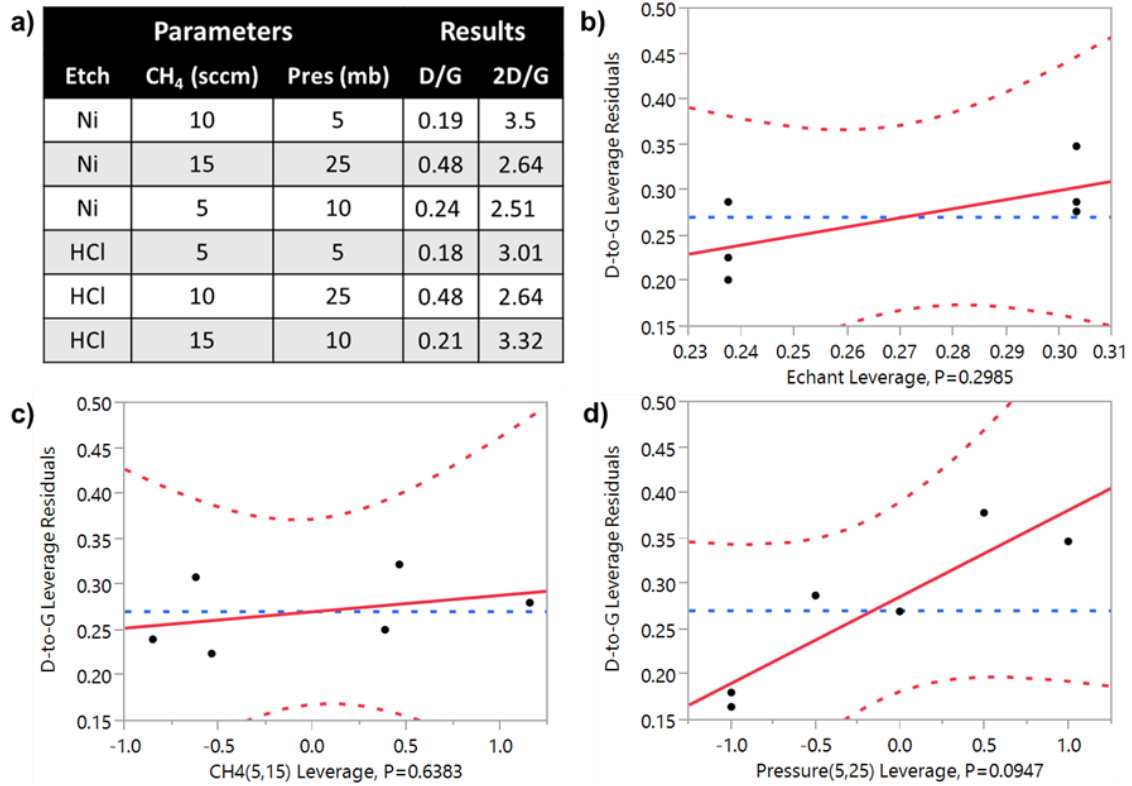 a)
Parameters Results
Etch CH4 (sccm) Pres (mb) D/G 2D/G
Ni 10 5 0.19 3.5
Ni 15 25 0.48 2.64
Ni 5 10 0.24 2.51
HCl 5 5 0.18 3.01
HCl 10 25 0.48 2.64
HCl 15 10 0.21 3.32
b)
D-to-G Leverage Residuals
0.50
0.45
0.40
0.35
0.30
0.25
0.20
0.15
0.23 0.24 0.25 0.26 0.27 0.28 0.29 0.30 0.31
Echant Leverage, P=0.2985
c)
D-to-G Leverage Residuals
0.50
0.45
0.40
0.35
0.30
0.25
0.20
0.15
-1.0 -0.5 0.0 0.5 1.0
CH4(5,15) Leverage, P=0.6383
d)
D-to-G Leverage Residuals
0.50
0.45
0.40
0.35
0.30
0.25
0.20
0.15
-1.0 -0.5 0.0 0.5 1.0
Pressure(5,25) Leverage, P=0.0947